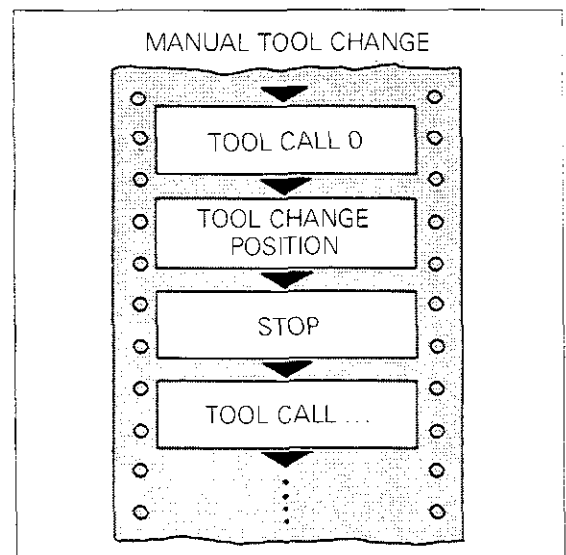 MANUAL TOOL CHANGE
TOOL CALL 0
TOOL CHANGE
POSITION
STOP
TOOL CALL ...